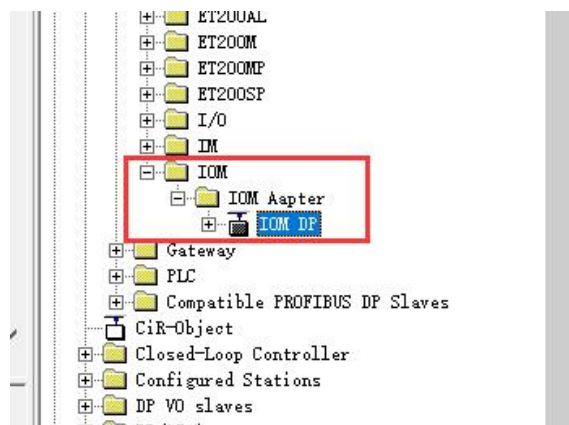 ET200AL
ET200M
ET200MP
ET200SP
I/O
IM
IOM
IOM Aapter
IOM DP
Gateway
PLC
Compatible PROFIBUS DP Slaves
CiR-Object
Closed-Loop Controller
Configured Stations
DP V0 slaves